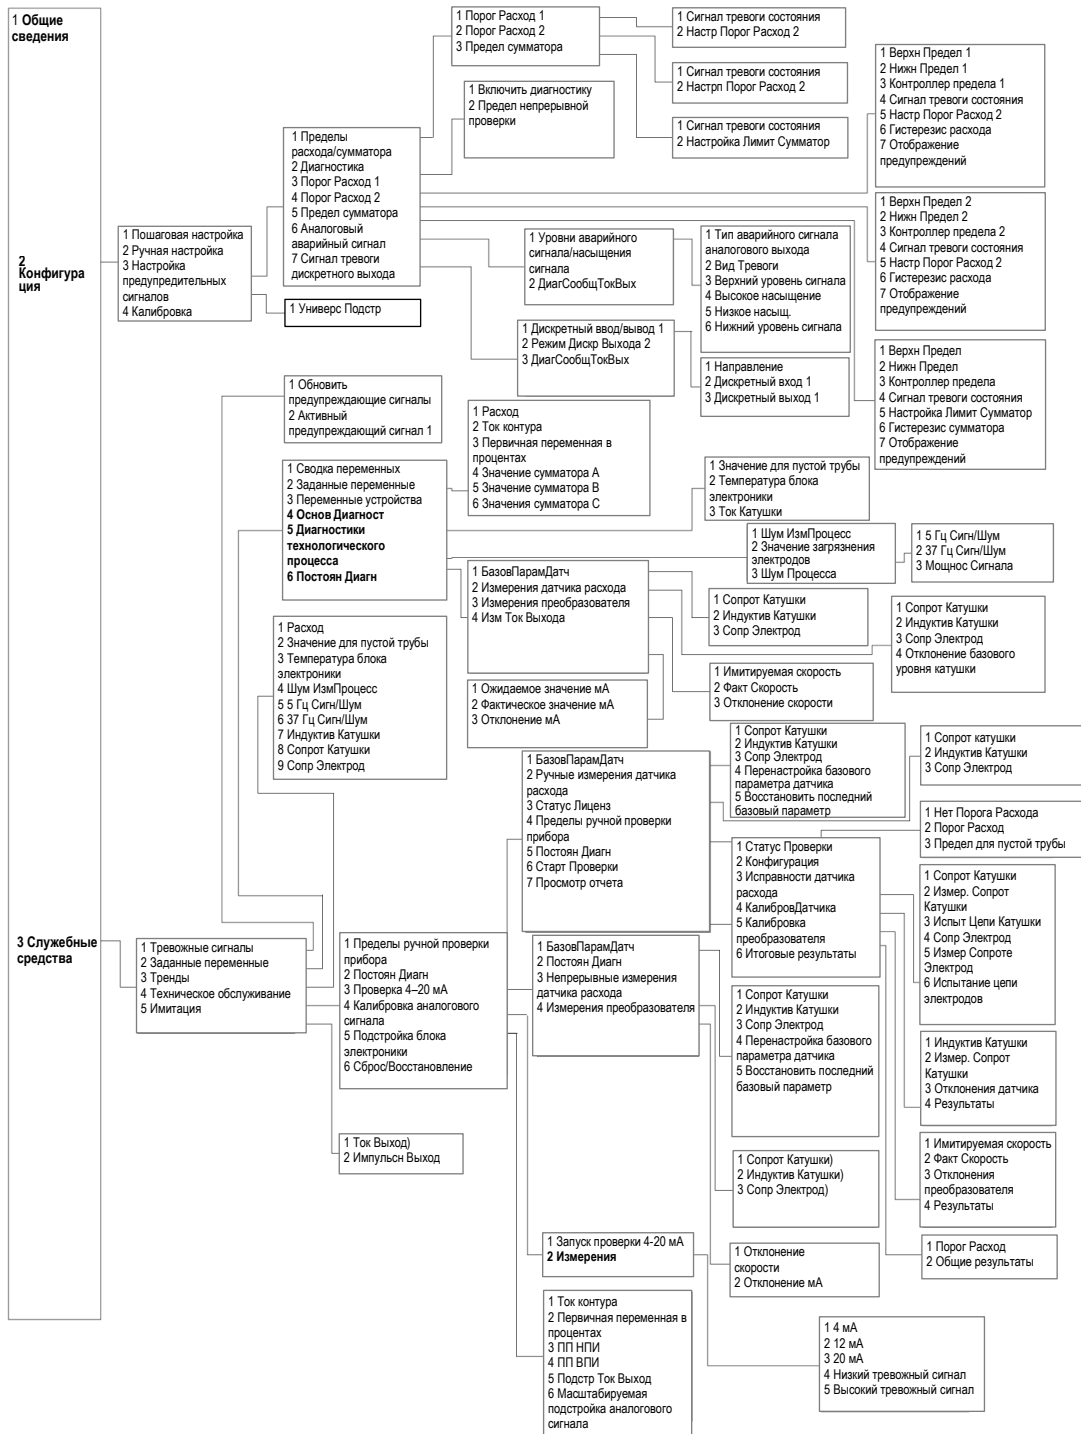 1 Общие
сведения
2
Конфигура
ция
3 Служебные
средства
1 Пошаговая настройка
2 Ручная настройка
3 Настройка
предупредительных
сигналов
4 Калибровка
1 Пределы
расхода/сумматора
2 Диагностика
3 Порог Расход 1
4 Порог Расход 2
5 Предел сумматора
6 Аналоговый
аварийный сигнал
7 Сигнал тревоги
дискретного выхода
1 Универс Подстр
1 Порог Расход 1
2 Порог Расход 2
3 Предел сумматора
1 Включить диагностику
2 Предел непрерывной
проверки
1 Сигнал тревоги состояния
2 Настр Порог Расход 2
1 Сигнал тревоги состояния
2 Настрп Порог Расход 2
1 Сигнал тревоги состояния
2 Настройка Лимит Сумматор
1 Верхн Предел 1
2 Нижн Предел 1
3 Контроллер предела 1
4 Сигнал тревоги состояния
5 Настр Порог Расход 2
6 Гистерезис расхода
7 Отображение
предупреждений
1 Верхн Предел 2
2 Нижн Предел 2
3 Контроллер предела 2
4 Сигнал тревоги состояния
5 Настр Порог Расход 2
6 Гистерезис расхода
7 Отображение
предупреждений
1 Верхн Предел
2 Нижн Предел
3 Контроллер предела
4 Сигнал тревоги состояния
5 Настройка Лимит Сумматор
6 Гистерезис сумматора
7 Отображение
предупреждений
1 Уровни аварийного
сигнала/насыщения
сигнала
2 ДиагСообщТокВых
1 Тип аварийного сигнала
аналогового выхода
2 Вид Тревоги
3 Верхний уровень сигнала
4 Высокое насыщение
5 Низкое насыщ.
6 Нижний уровень сигнала
1 Дискретный ввод/вывод 1
2 Режим Дискр Выхода 2
3 ДиагСообщТокВых
1 Направление
2 Дискретный вход 1
3 Дискретный выход 1
1 Обновить
предупреждающие сигналы
2 Активный
предупреждающий сигнал 1
1 Сводка переменных
2 Заданные переменные
3 Переменные устройства
4 Основ Диагност
5 Диагностики
технологического
процесса
6 Постоян Диагн
1 Расход
2 Ток контура
3 Первичная переменная в
процентах
4 Значение сумматора А
5 Значение сумматора В
6 Значения сумматора С
1 Значение для пустой трубы
2 Температура блока
электроники
3 Ток Катушки
1 Шум ИзмПроцесс
2 Значение загрязнения
электродов
3 Шум Процесса
1 5 Гц Сигн/Шум
2 37 Гц Сигн/Шум
3 Мощнос Сигнала
1 БазовПарамДатч
2 Измерения датчика расхода
3 Измерения преобразователя
4 Изм Ток Выхода
1 Сопрот Катушки
2 Индуктив Катушки
3 Сопр Электрод
1 Сопрот Катушки
2 Индуктив Катушки
3 Сопр Электрод
4 Отклонение базового
уровня катушки
1 Имитируемая скорость
2 Факт Скорость
3 Отклонение скорости
1 Ожидаемое значение мА
2 Фактическое значение мА
3 Отклонение мА
1 Расход
2 Значение для пустой трубы
3 Температура блока
электроники
4 Шум ИзмПроцесс
5 5 Гц Сигн/Шум
6 37 Гц Сигн/Шум
7 Индуктив Катушки
8 Сопрот Катушки
9 Сопр Электрод
1 Тревожные сигналы
2 Заданные переменные
3 Тренды
4 Техническое обслуживание
5 Имитация
1 Пределы ручной проверки
прибора
2 Постоян Диагн
3 Проверка 4–20 мА
4 Калибровка аналогового
сигнала
5 Подстройка блока
электроники
6 Сброс/Восстановление
1 Ток Выход)
2 Импульсн Выход
1 БазовПарамДатч
2 Ручные измерения датчика
расхода
3 Статус Лиценз
4 Пределы ручной проверки
прибора
5 Постоян Диагн
6 Старт Проверки
7 Просмотр отчета
1 Сопрот Катушки
2 Индуктив Катушки
3 Сопр Электрод
4 Перенастройка базового
параметра датчика
5 Восстановить последний
базовый параметр
1 Сопрот катушки
2 Индуктив Катушки
3 Сопр Электрод
1 Нет Порога Расхода
2 Порог Расход
3 Предел для пустой трубы
1 Статус Проверки
2 Конфигурация
3 Исправности датчика
расхода
4 КалибровДатчика
5 Калибровка
преобразователя
6 Итоговые результаты
1 Сопрот Катушки
2 Измер. Сопрот
Катушки
3 Испыт Цепи Катушки
4 Сопр Электрод
5 Измер Сопроте
Электрод
6 Испытание цепи
электродов
1 Индуктив Катушки
2 Измер. Сопрот
Катушки
3 Отклонения датчика
4 Результаты
1 Имитируемая скорость
2 Факт Скорость
3 Отклонения
преобразователя
4 Результаты
1 Порог Расход
2 Общие результаты
1 БазовПарамДатч
2 Постоян Диагн
3 Непрерывные измерения
датчика расхода
4 Измерения преобразователя
1 Сопрот Катушки
2 Индуктив Катушки
3 Сопр Электрод
4 Перенастройка базового
параметра датчика
5 Восстановить последний
базовый параметр
1 Сопрот Катушки)
2 Индуктив Катушки)
3 Сопр Электрод)
1 Отклонение
скорости
2 Отклонение мА
1 Запуск проверки 4-20 мА
2 Измерения
1 4 мА
2 12 мА
3 20 мА
4 Низкий тревожный сигнал
5 Высокий тревожный сигнал
1 Ток контура
2 Первичная переменная в
процентах
3 ПП НПИ
4 ПП ВПИ
5 Подстр Ток Выход
6 Масштабируемая
подстройка аналогового
сигнала